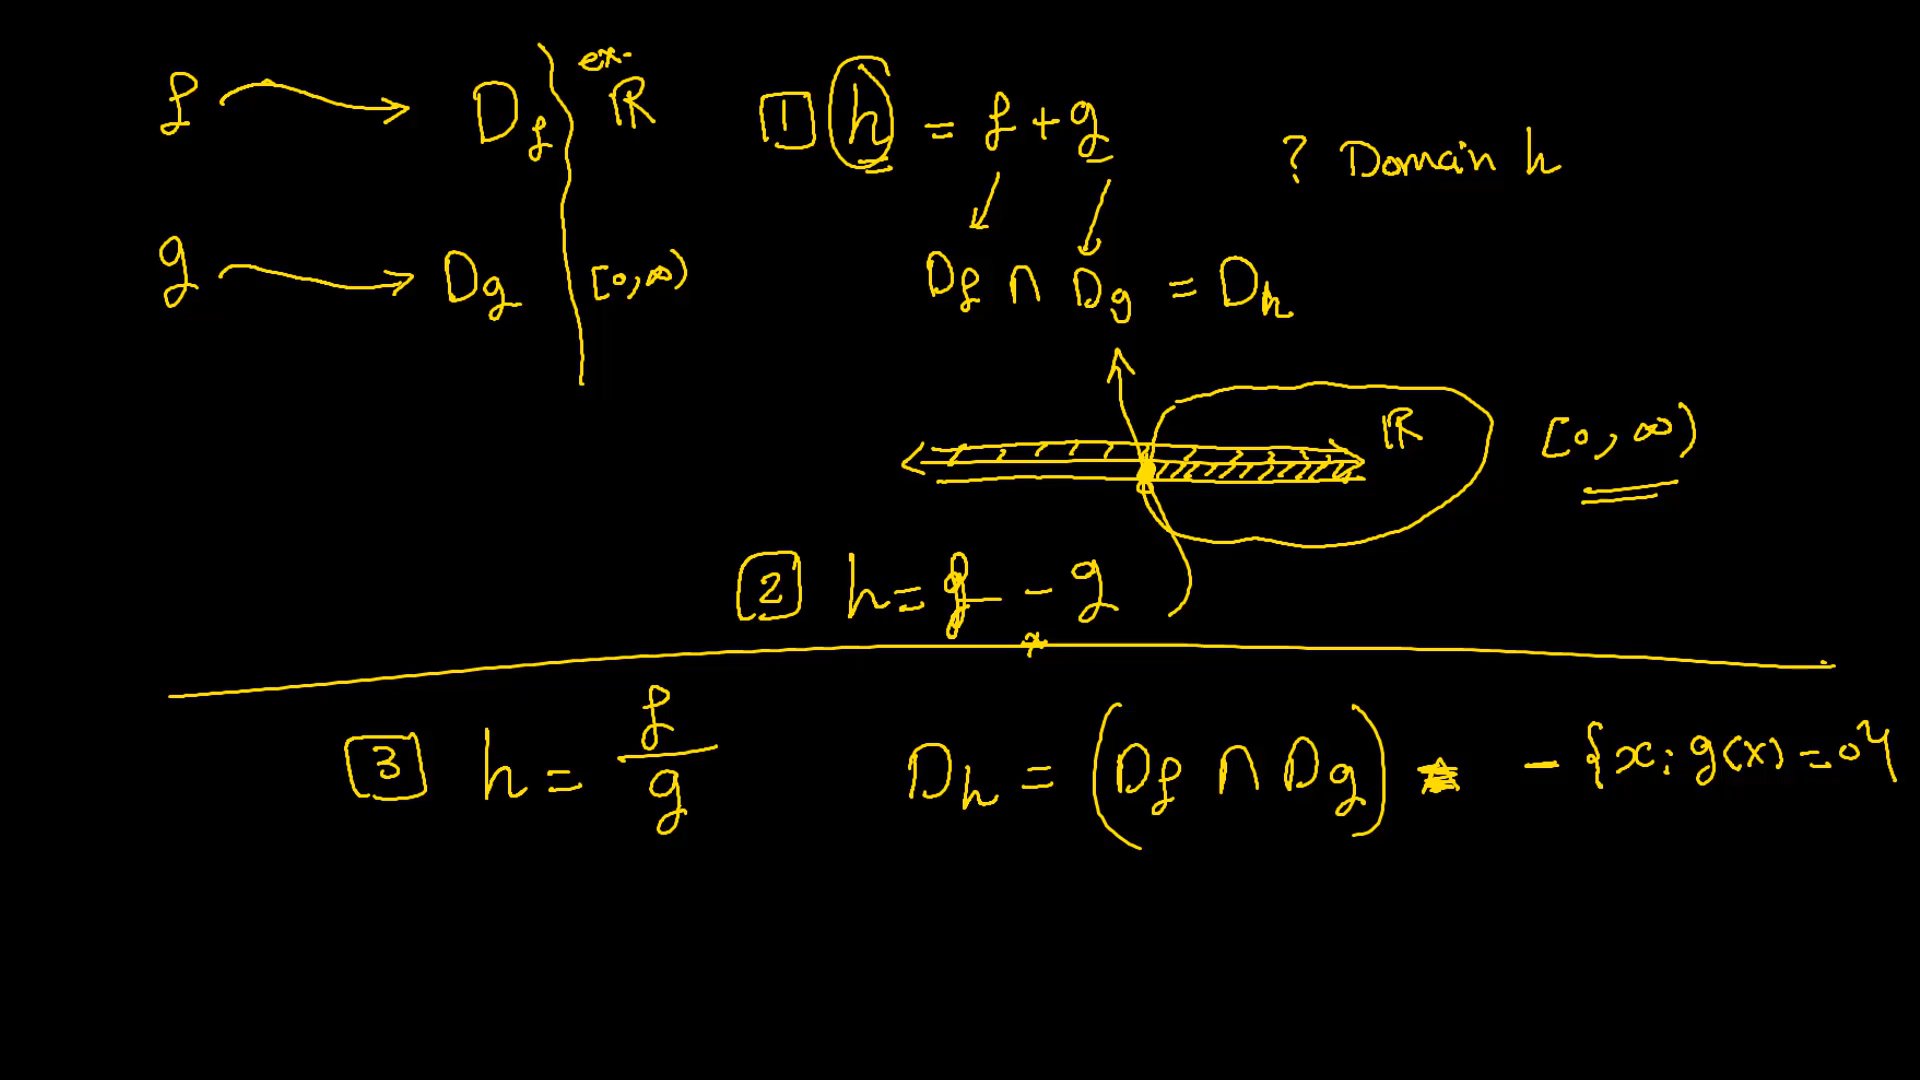 f → D_f
ex.
ℝ
1 h = f + g
? Domain h
g → D_g
[0, ∞)
D_f ∩ D_g = D_h
ℝ
[0, ∞)
2 h = f - g
3 h = f/g
D_h = (D_f ∩ D_g) - {x : g(x) = 0}